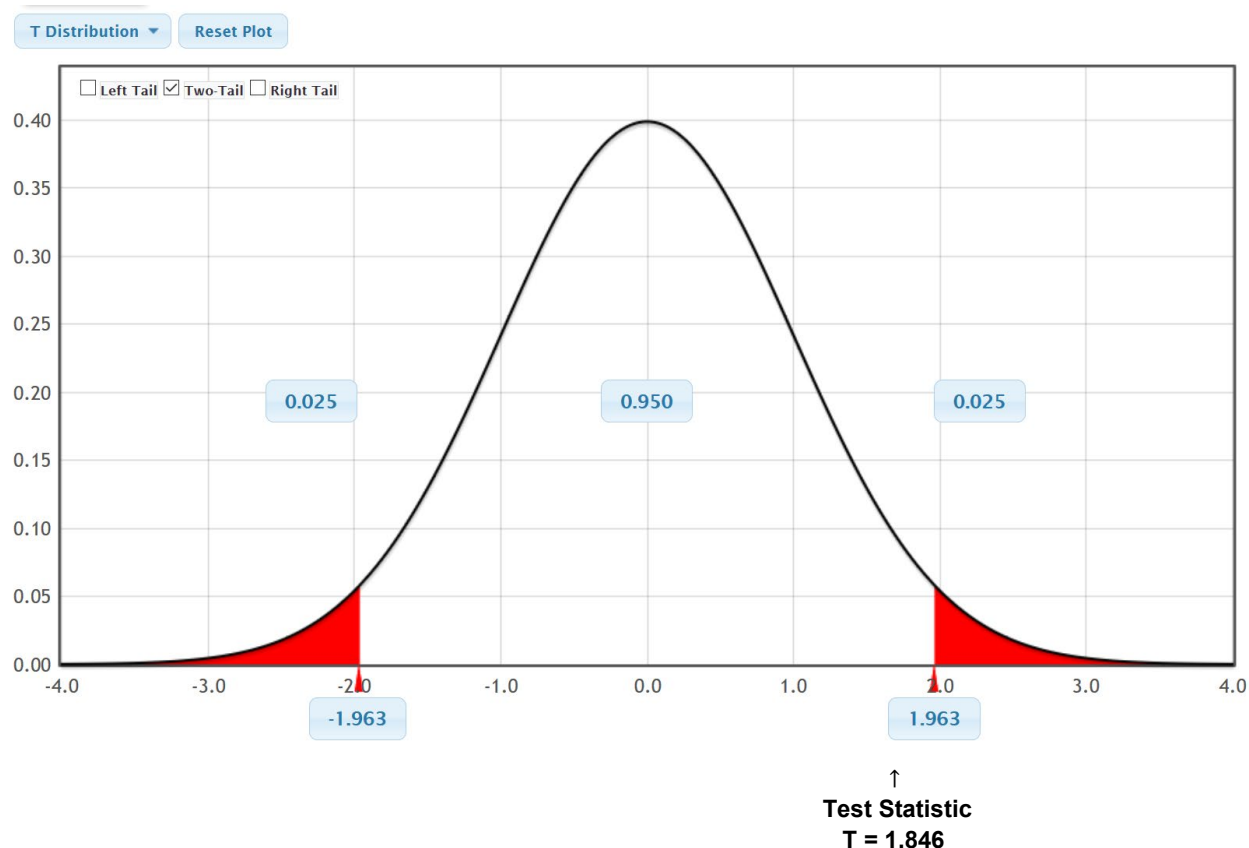 T Distribution Reset Plot
Left Tail Two-Tail Right Tail
0.40
0.35
0.30
0.25
0.20
0.15
0.10
0.05
0.00
0.025 0.950 0.025
-4.0 -3.0 -2.0 -1.0 0.0 1.0 2.0 3.0 4.0
-1.963 1.963
↑
Test Statistic
T = 1.846